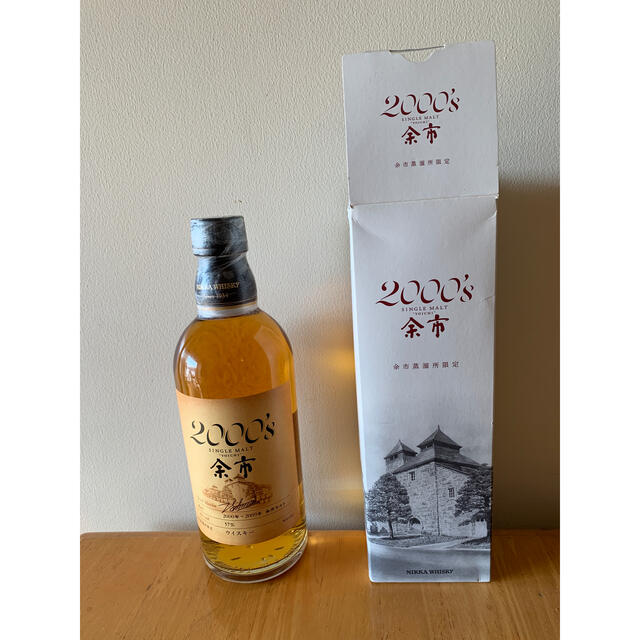 NIKKA WHISKY
since 1934
2000's
SINGLE MALT
"YOICHI"
余市
57%
ウイスキー
2000's
SINGLE MALT
"YOICHI"
余市
余市蒸溜所限定
2000's
SINGLE MALT
"YOICHI"
余市
余市蒸溜所限定
NIKKA WHISKY